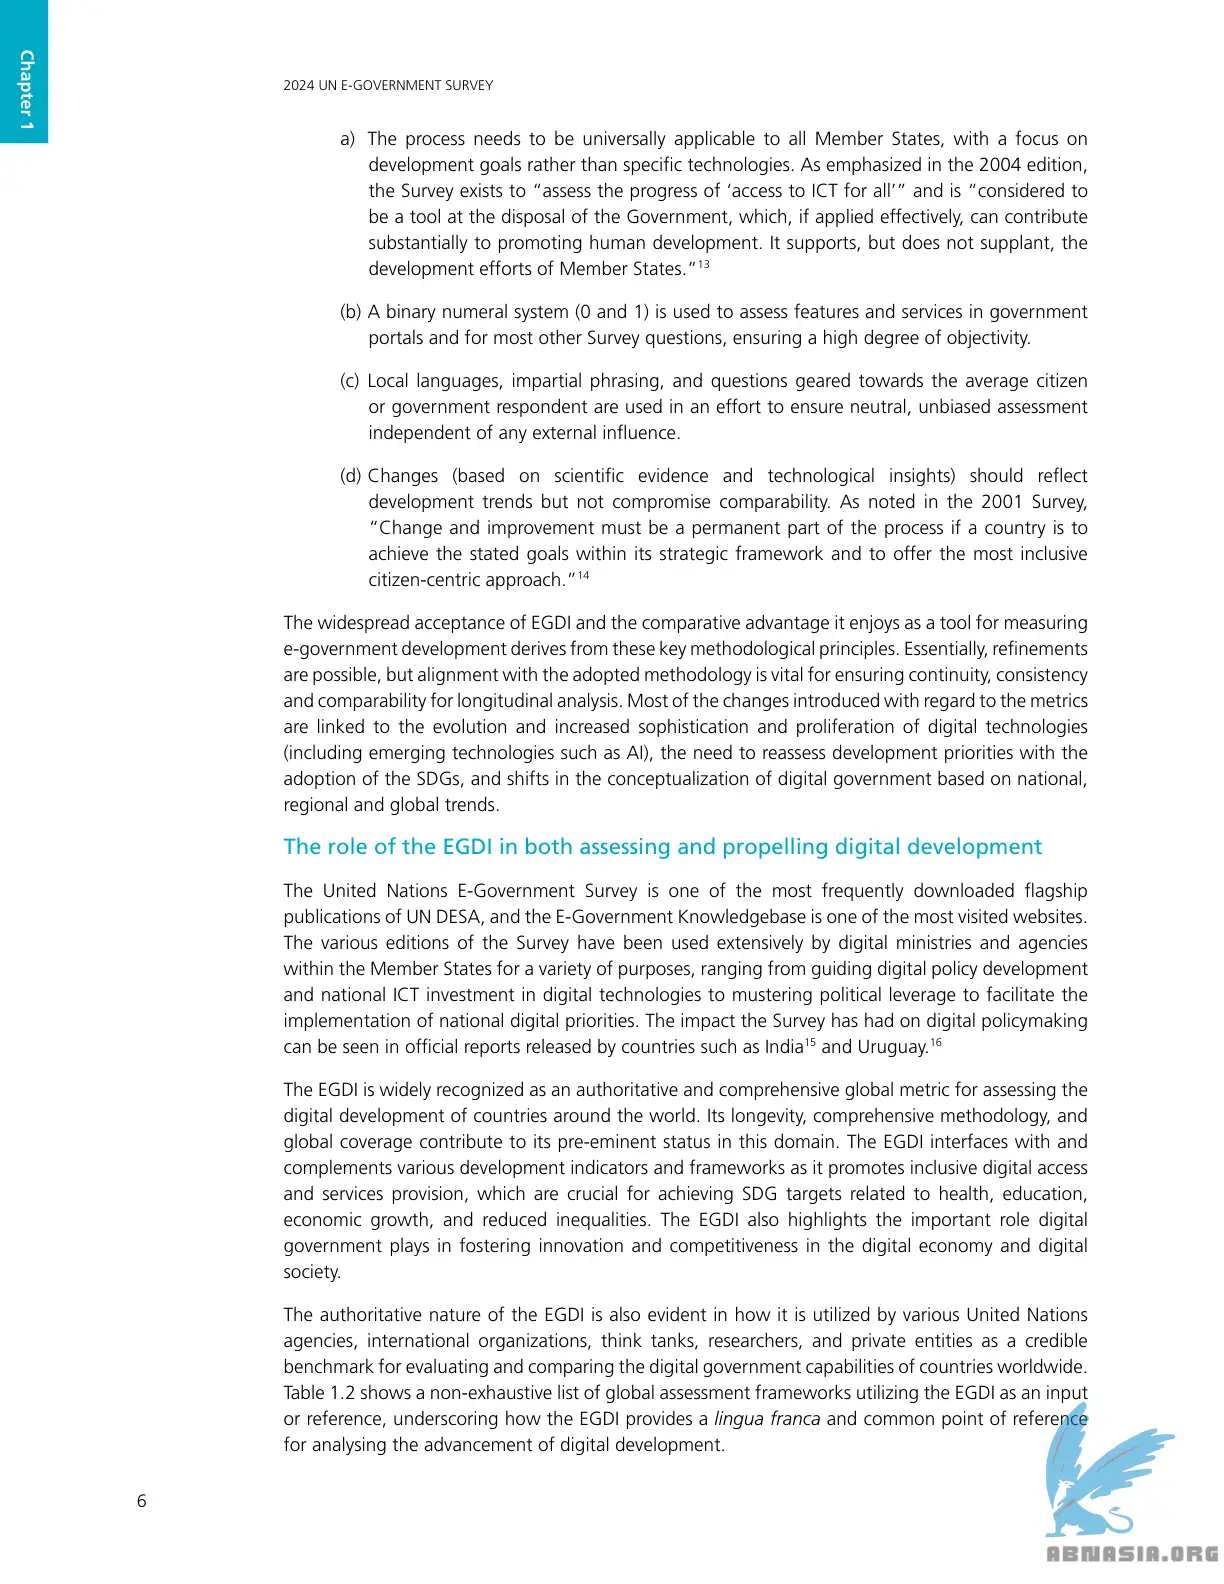 Chapter 1
2024 UN E-GOVERNMENT SURVEY
a) The process needs to be universally applicable to all Member States, with a focus on
development goals rather than specific technologies. As emphasized in the 2004 edition,
the Survey exists to “assess the progress of ‘access to ICT for all’” and is “considered to
be a tool at the disposal of the Government, which, if applied effectively, can contribute
substantially to promoting human development. It supports, but does not supplant, the
development efforts of Member States.”13
(b) A binary numeral system (0 and 1) is used to assess features and services in government
portals and for most other Survey questions, ensuring a high degree of objectivity.
(c) Local languages, impartial phrasing, and questions geared towards the average citizen
or government respondent are used in an effort to ensure neutral, unbiased assessment
independent of any external influence.
(d) Changes (based on scientific evidence and technological insights) should reflect
development trends but not compromise comparability. As noted in the 2001 Survey,
“Change and improvement must be a permanent part of the process if a country is to
achieve the stated goals within its strategic framework and to offer the most inclusive
citizen-centric approach.”14
The widespread acceptance of EGDI and the comparative advantage it enjoys as a tool for measuring
e-government development derives from these key methodological principles. Essentially, refinements
are possible, but alignment with the adopted methodology is vital for ensuring continuity, consistency
and comparability for longitudinal analysis. Most of the changes introduced with regard to the metrics
are linked to the evolution and increased sophistication and proliferation of digital technologies
(including emerging technologies such as AI), the need to reassess development priorities with the
adoption of the SDGs, and shifts in the conceptualization of digital government based on national,
regional and global trends.
The role of the EGDI in both assessing and propelling digital development
The United Nations E-Government Survey is one of the most frequently downloaded flagship
publications of UN DESA, and the E-Government Knowledgebase is one of the most visited websites.
The various editions of the Survey have been used extensively by digital ministries and agencies
within the Member States for a variety of purposes, ranging from guiding digital policy development
and national ICT investment in digital technologies to mustering political leverage to facilitate the
implementation of national digital priorities. The impact the Survey has had on digital policymaking
can be seen in official reports released by countries such as India15 and Uruguay.16
The EGDI is widely recognized as an authoritative and comprehensive global metric for assessing the
digital development of countries around the world. Its longevity, comprehensive methodology, and
global coverage contribute to its pre-eminent status in this domain. The EGDI interfaces with and
complements various development indicators and frameworks as it promotes inclusive digital access
and services provision, which are crucial for achieving SDG targets related to health, education,
economic growth, and reduced inequalities. The EGDI also highlights the important role digital
government plays in fostering innovation and competitiveness in the digital economy and digital
society.
The authoritative nature of the EGDI is also evident in how it is utilized by various United Nations
agencies, international organizations, think tanks, researchers, and private entities as a credible
benchmark for evaluating and comparing the digital government capabilities of countries worldwide.
Table 1.2 shows a non-exhaustive list of global assessment frameworks utilizing the EGDI as an input
or reference, underscoring how the EGDI provides a lingua franca and common point of reference
for analysing the advancement of digital development.
6
ABNASIA.ORG